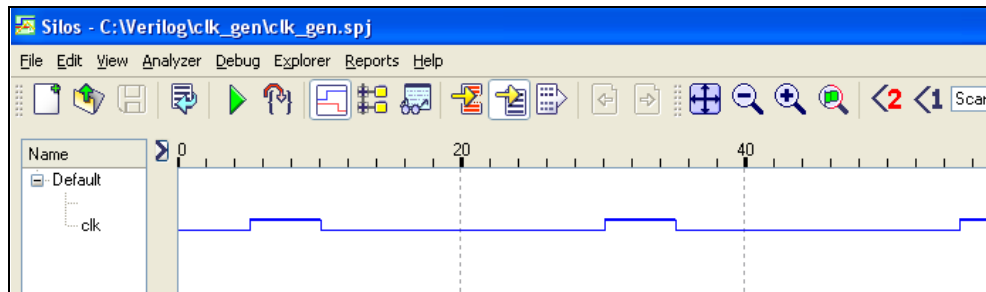 Silos - C:\Verilog\clk_gen\clk_gen.spj
File Edit View Analyzer Debug Explorer Reports Help
2 1 Scan
Name 0 20 40
Default
clk